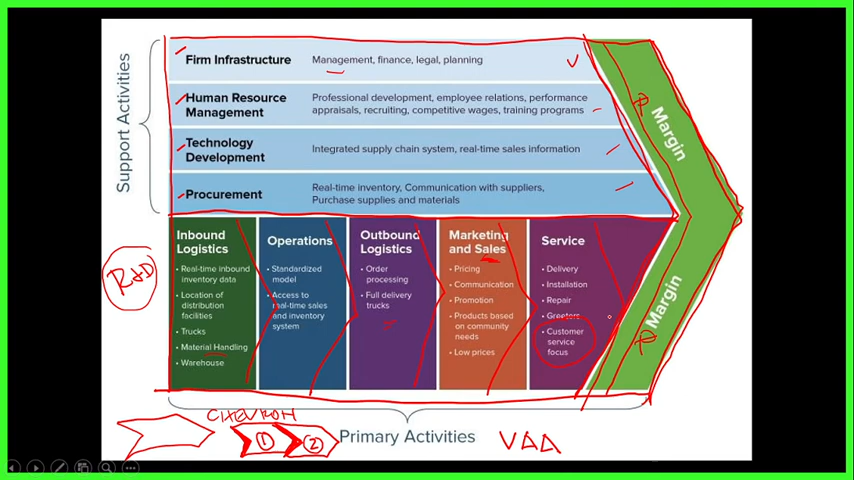 Support Activities
Firm Infrastructure
Management, finance, legal, planning
Human Resource
Management
Professional development, employee relations, performance
appraisals, recruiting, competitive wages, training programs
Technology
Development
Integrated supply chain system, real-time sales information
Procurement
Real-time inventory, Communication with suppliers,
Purchase supplies and materials
Margin
Margin
R&D
Inbound
Logistics
• Real-time inbound
inventory data
• Location of
distribution
facilities
• Trucks
• Material Handling
• Warehouse
Operations
• Standardized
model
• Access to
real-time sales
and inventory
system
Outbound
Logistics
• Order
processing
• Full delivery
trucks
Marketing
and Sales
• Pricing
• Communication
• Promotion
• Products based
on community
needs
• Low prices
Service
• Delivery
• Installation
• Repair
• Greeters
• Customer
service
focus
CHEVRON
1
2
Primary Activities
VAA